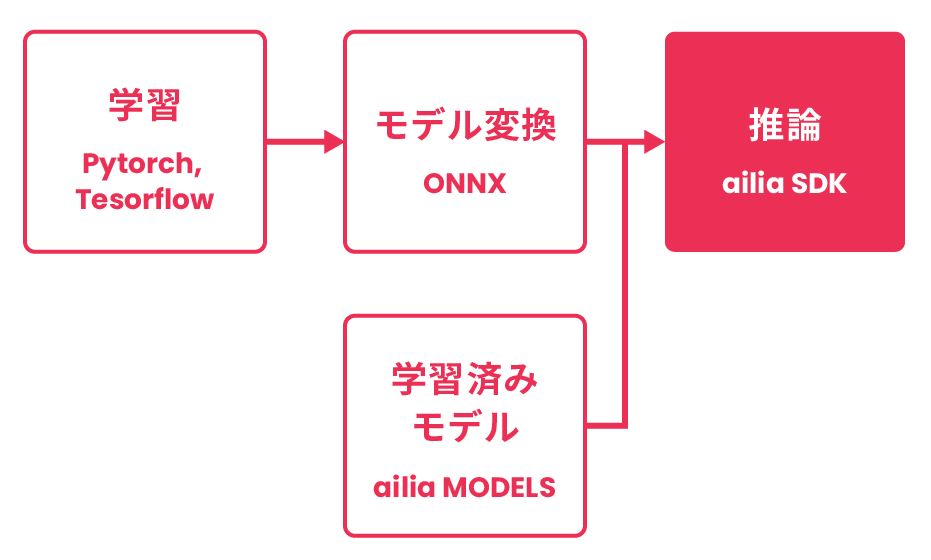 学習
Pytorch,
Tesorflow
モデル変換
ONNX
推論
ailia SDK
学習済み
モデル
ailia MODELS